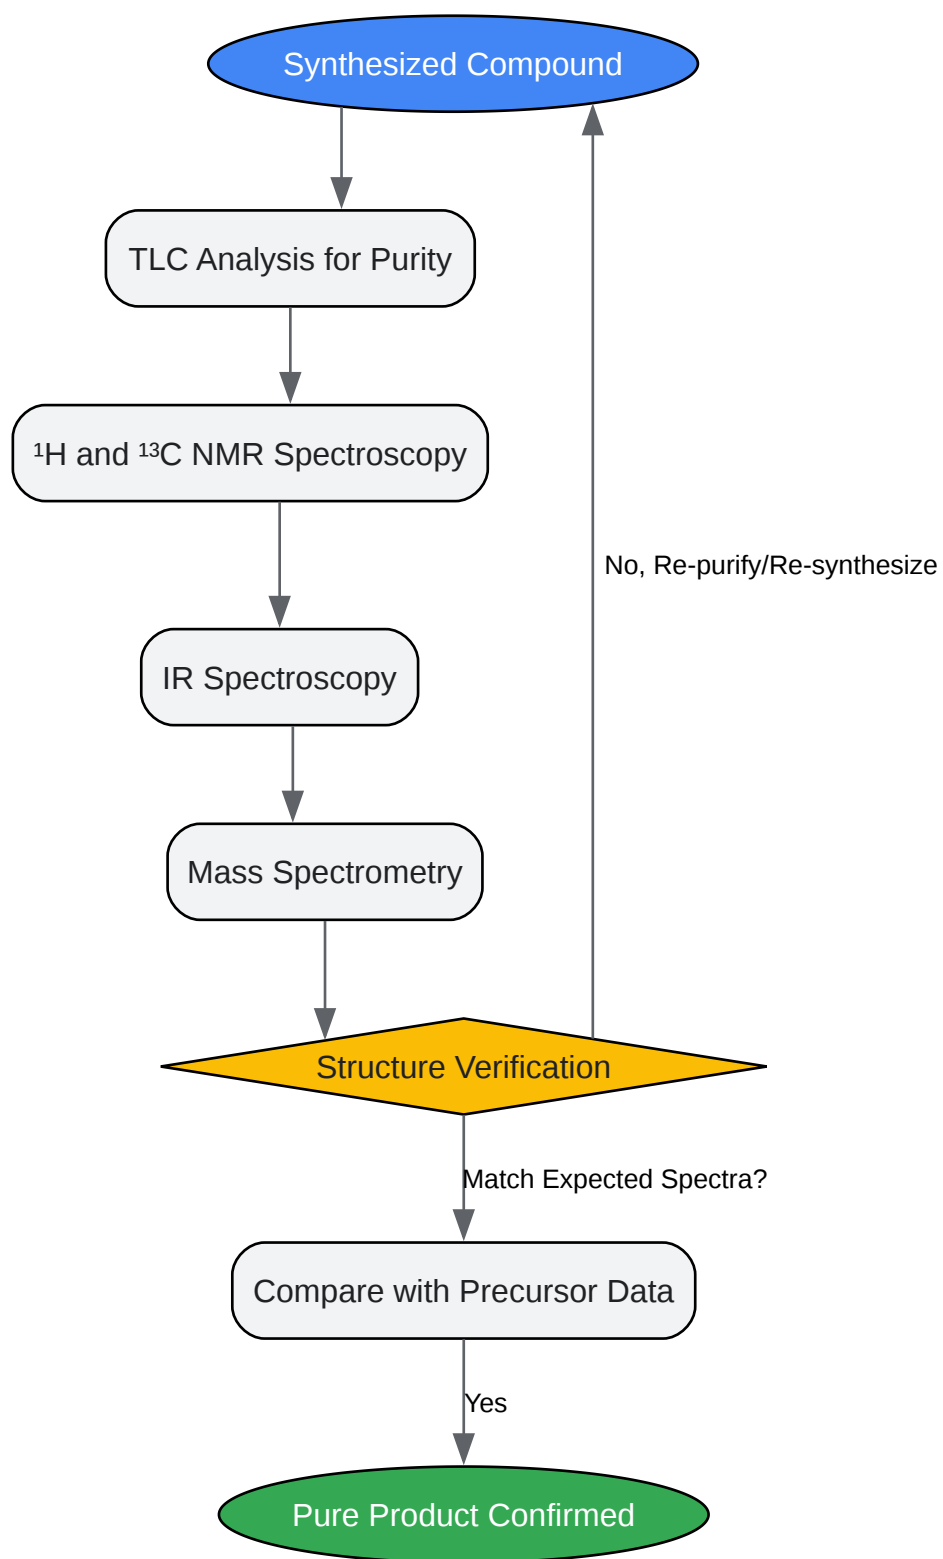 Synthesized Compound
TLC Analysis for Purity
¹H and ¹³C NMR Spectroscopy
No, Re-purify/Re-synthesize
IR Spectroscopy
Mass Spectrometry
Structure Verification
Match Expected Spectra?
Compare with Precursor Data
Yes
Pure Product Confirmed